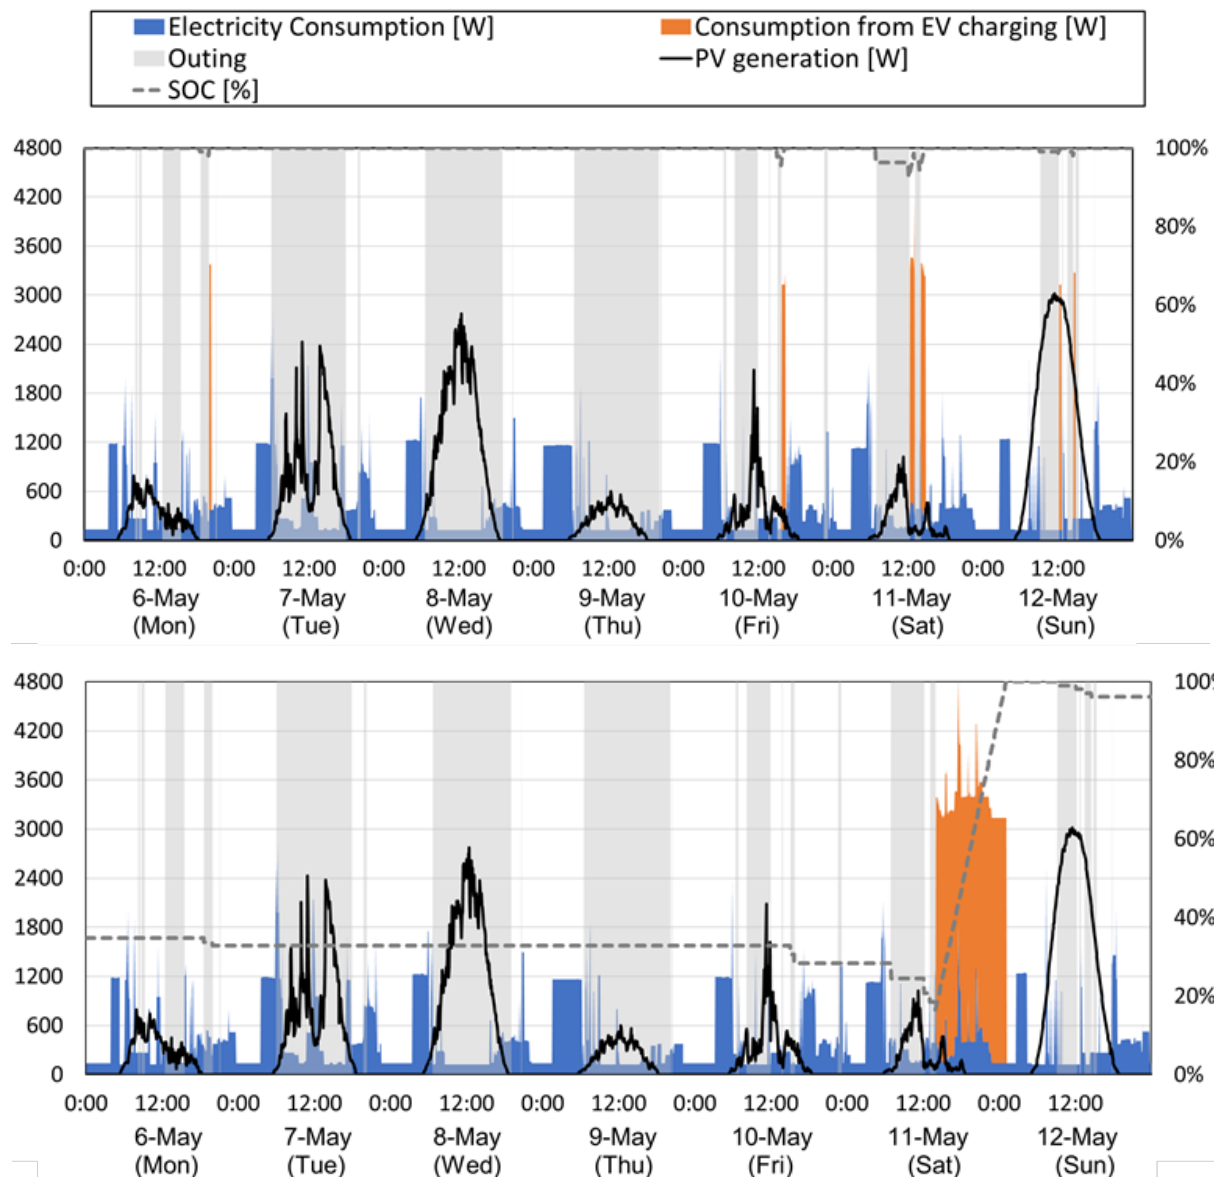 Electricity Consumption [W] Consumption from EV charging [W]
Outing PV generation [W]
SOC [%]
4800 100%
4200
80%
3600
3000 60%
2400
40%
1800
1200
20%
600
0 0%
0:00 12:00 0:00 12:00 0:00 12:00 0:00 12:00 0:00 12:00 0:00 12:00 0:00 12:00
6-May 7-May 8-May 9-May 10-May 11-May 12-May
(Mon) (Tue) (Wed) (Thu) (Fri) (Sat) (Sun)
4800 100%
4200
80%
3600
3000 60%
2400
40%
1800
1200
20%
600
0 0%
0:00 12:00 0:00 12:00 0:00 12:00 0:00 12:00 0:00 12:00 0:00 12:00 0:00 12:00
6-May 7-May 8-May 9-May 10-May 11-May 12-May
(Mon) (Tue) (Wed) (Thu) (Fri) (Sat) (Sun)